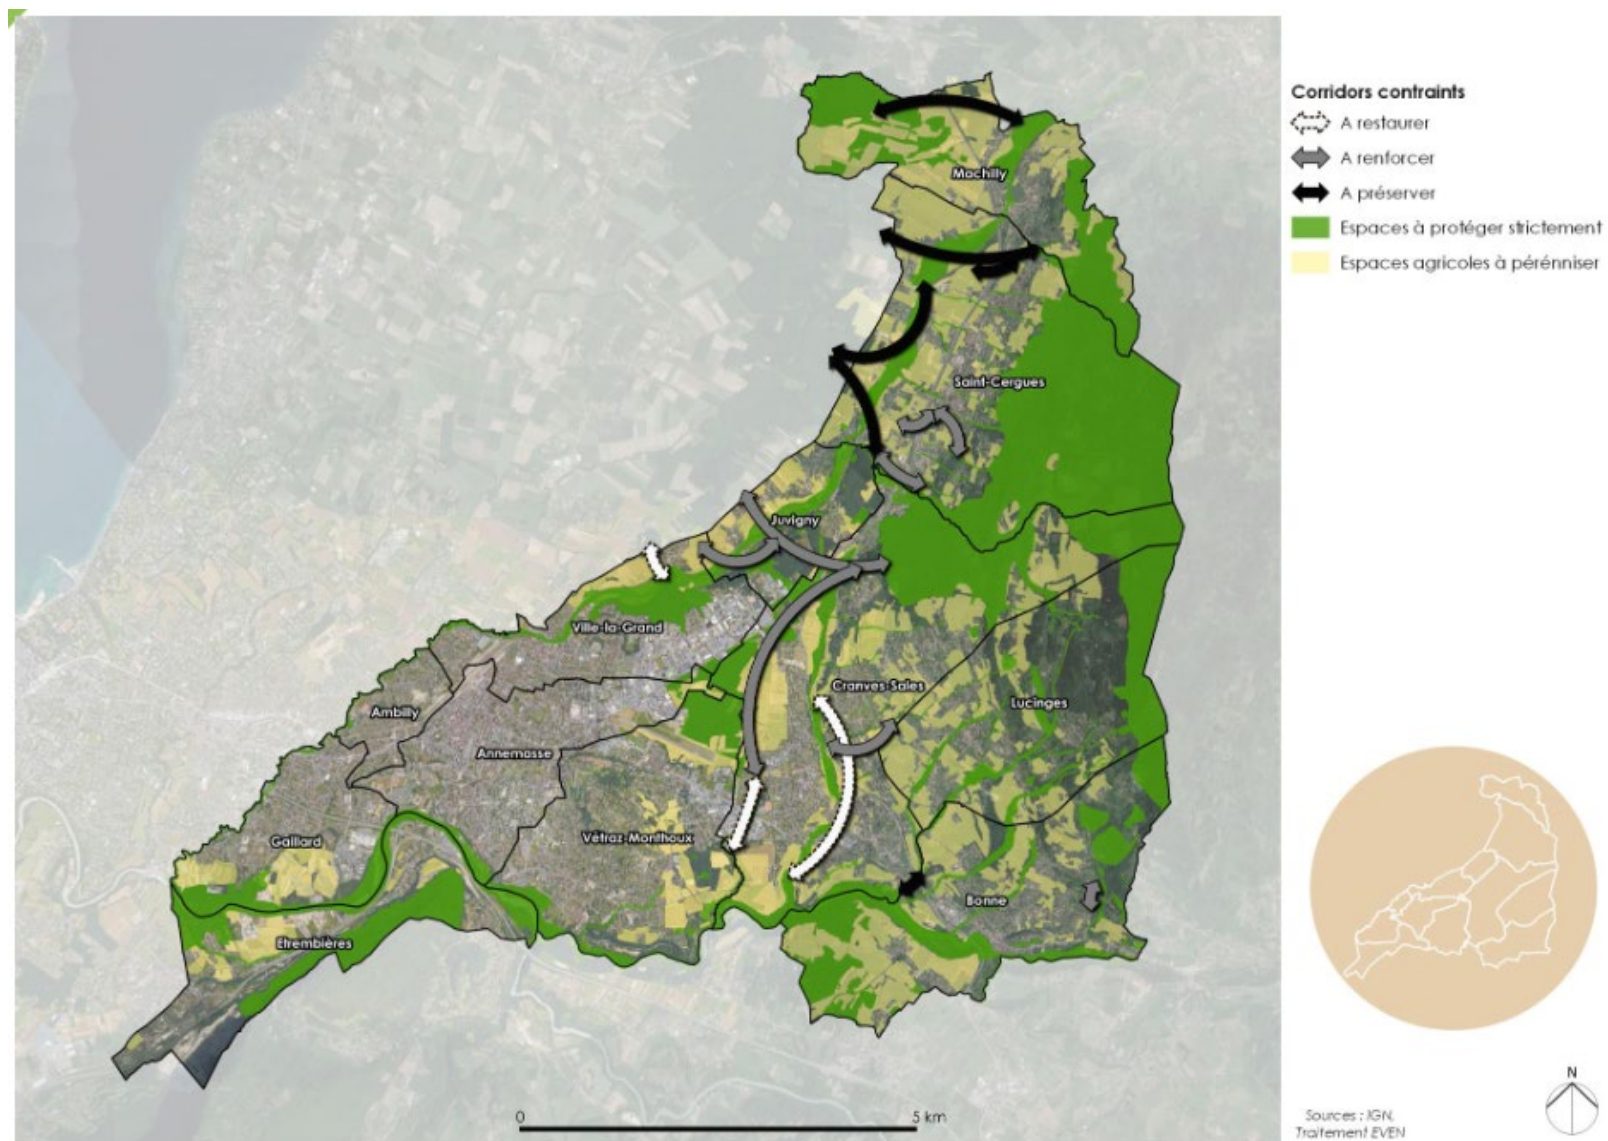 Corridors contraints
A restaurer
A renforcer
A préserver
Espaces à protéger strictement
Espaces agricoles à pérénniser
Machilly
Saint-Cergues
Juvigny
Ville-la-Grand
Cranves-Sales
Lucinges
Ambilly
Annemasse
Gaillard
Vétraz-Monthoux
Bonne
Etrembières
0 5 km
N
Sources : IGN,
Traitement EVEN